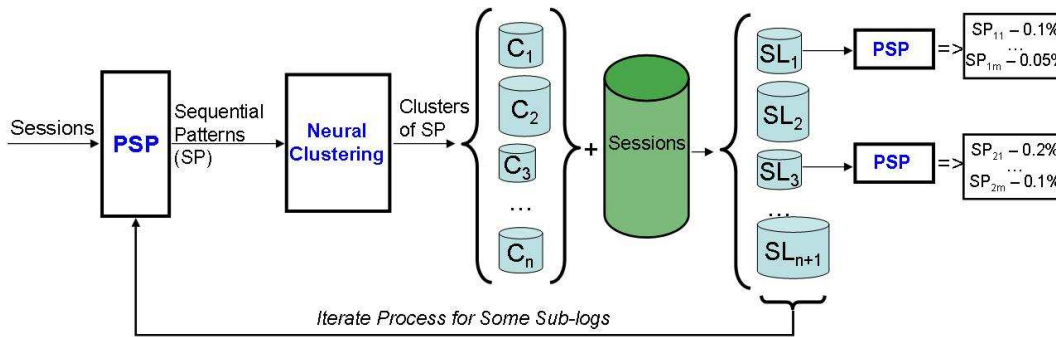 Sessions
PSP
Sequential
Patterns
(SP)
Neural
Clustering
Clusters
of SP
C1
C2
C3
...
Cn
+
Sessions
SL1
SL2
SL3
...
SLn+1
PSP
=>
SP11 – 0.1%
...
SP1m – 0.05%
PSP
=>
SP21 – 0.2%
...
SP2m – 0.1%
Iterate Process for Some Sub-logs